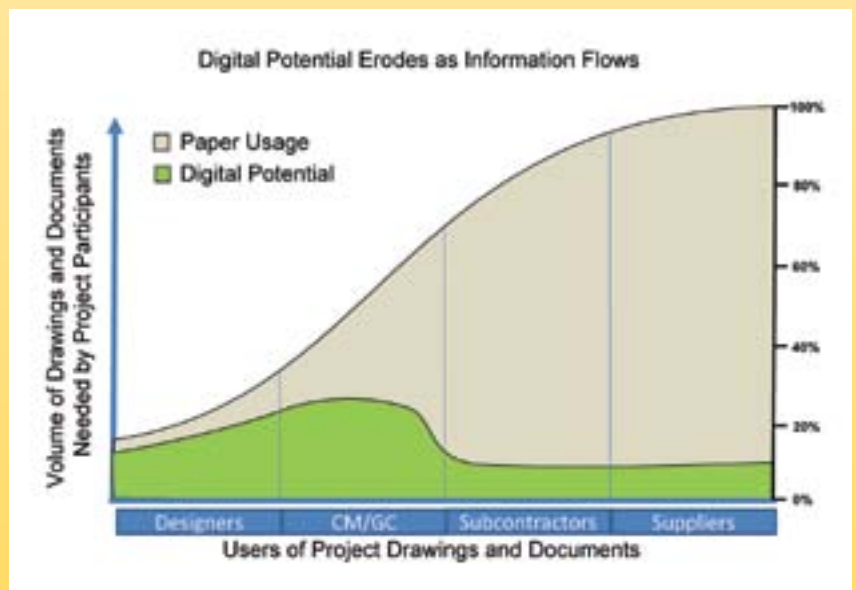 Digital Potential Erodes as Information Flows
Paper Usage
Digital Potential
Volume of Drawings and Documents
Needed by Project Participants
100%
80%
60%
40%
20%
0%
Designers
CM/GC
Subcontractors
Suppliers
Users of Project Drawings and Documents